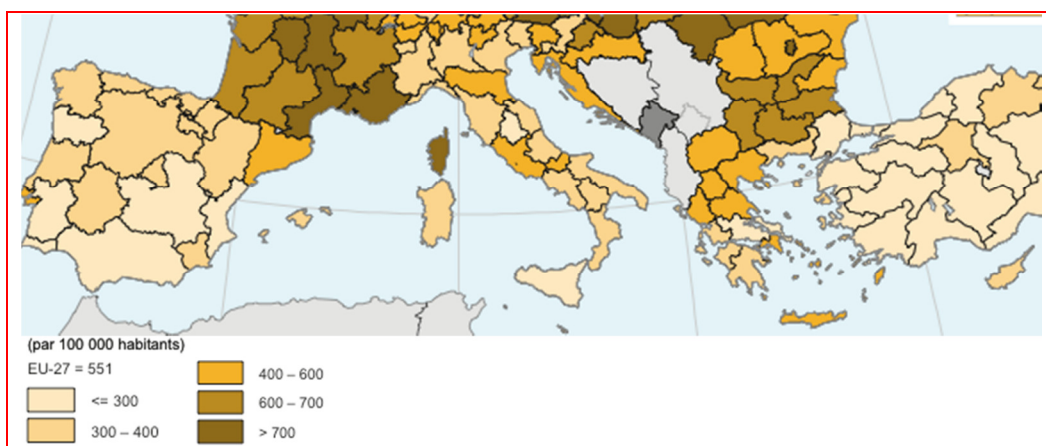 (par 100 000 habitants)
EU-27 = 551
<= 300
300 – 400
400 – 600
600 – 700
> 700